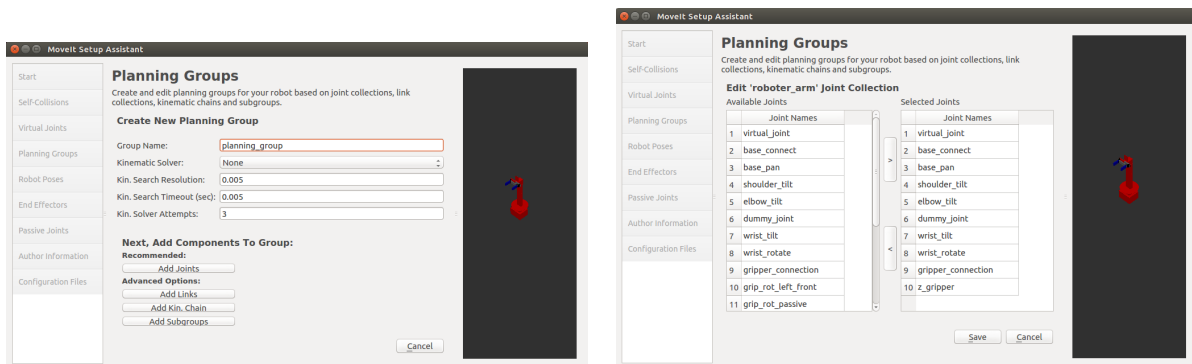 MoveIt Setup Assistant
Start
Self-Collisions
Virtual Joints
Planning Groups
Robot Poses
End Effectors
Passive Joints
Author Information
Configuration Files
Planning Groups
Create and edit planning groups for your robot based on joint collections, link
collections, kinematic chains and subgroups.
Create New Planning Group
Group Name: planning_group
Kinematic Solver: None
Kin. Search Resolution: 0.005
Kin. Search Timeout (sec): 0.005
Kin. Solver Attempts: 3
Next, Add Components To Group:
Recommended:
Add Joints
Advanced Options:
Add Links
Add Kin. Chain
Add Subgroups
Cancel
MoveIt Setup Assistant
Start
Self-Collisions
Virtual Joints
Planning Groups
Robot Poses
End Effectors
Passive Joints
Author Information
Configuration Files
Planning Groups
Create and edit planning groups for your robot based on joint collections, link
collections, kinematic chains and subgroups.
Edit 'roboter_arm' Joint Collection
Available Joints
Joint Names
1 virtual_joint
2 base_connect
3 base_pan
4 shoulder_tilt
5 elbow_tilt
6 dummy_joint
7 wrist_tilt
8 wrist_rotate
9 gripper_connection
10 grip_rot_left_front
11 grip_rot_passive
>
<
Selected Joints
Joint Names
1 virtual_joint
2 base_connect
3 base_pan
4 shoulder_tilt
5 elbow_tilt
6 dummy_joint
7 wrist_tilt
8 wrist_rotate
9 gripper_connection
10 z_gripper
Save
Cancel